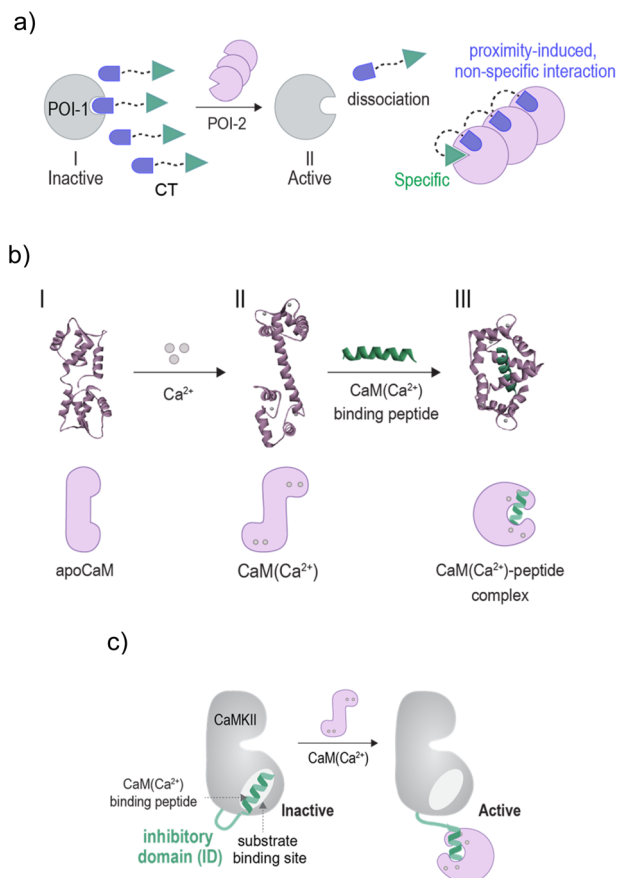 a)
proximity-induced,
non-specific interaction
POI-1
POI-2
dissociation
I
Inactive
CT
II
Active
Specific
b)
I
II
III
Ca²⁺
CaM(Ca²⁺)
binding peptide
apoCaM
CaM(Ca²⁺)
CaM(Ca²⁺)-peptide
complex
c)
CaMKII
CaM(Ca²⁺)
CaM(Ca²⁺)
binding peptide
Inactive
Active
inhibitory
domain (ID)
substrate
binding site